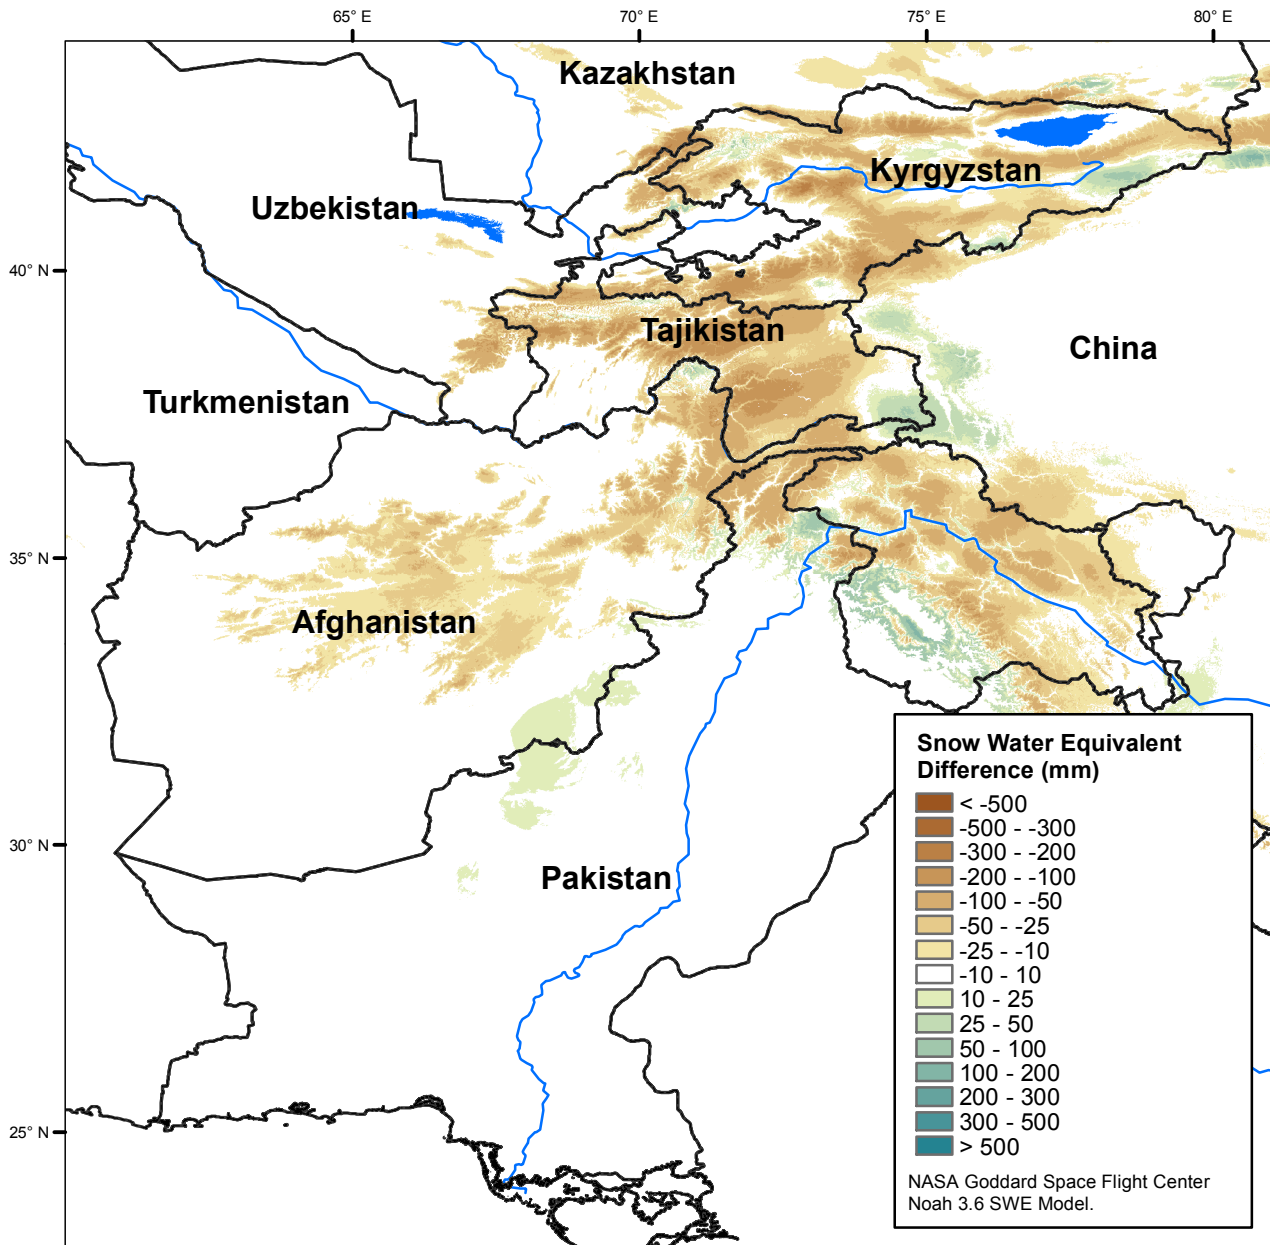 65° E
70° E
75° E
80° E
Kazakhstan
Kyrgyzstan
Uzbekistan
40° N
Tajikistan
China
Turkmenistan
35° N
Afghanistan
30° N
Pakistan
25° N
Snow Water Equivalent
Difference (mm)
< -500
-500 - -300
-300 - -200
-200 - -100
-100 - -50
-50 - -25
-25 - -10
-10 - 10
10 - 25
25 - 50
50 - 100
100 - 200
200 - 300
300 - 500
> 500
NASA Goddard Space Flight Center
Noah 3.6 SWE Model.